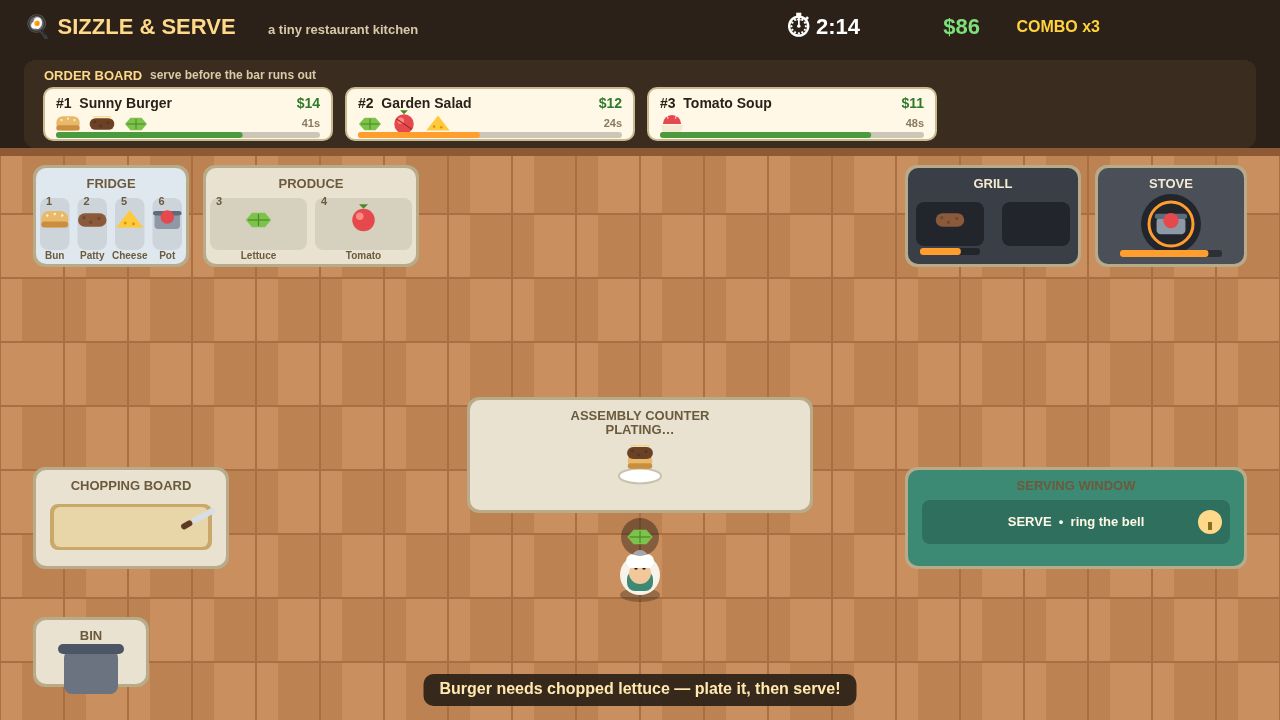 SIZZLE & SERVE
a tiny restaurant kitchen
2:14
$86
COMBO x3
ORDER BOARD serve before the bar runs out
#1 Sunny Burger $14
41s
#2 Garden Salad $12
24s
#3 Tomato Soup $11
48s
FRIDGE
1 2 5 6
Bun Patty Cheese Pot
PRODUCE
3 4
Lettuce Tomato
GRILL
STOVE
ASSEMBLY COUNTER
PLATING…
CHOPPING BOARD
SERVING WINDOW
SERVE • ring the bell
BIN
Burger needs chopped lettuce — plate it, then serve!